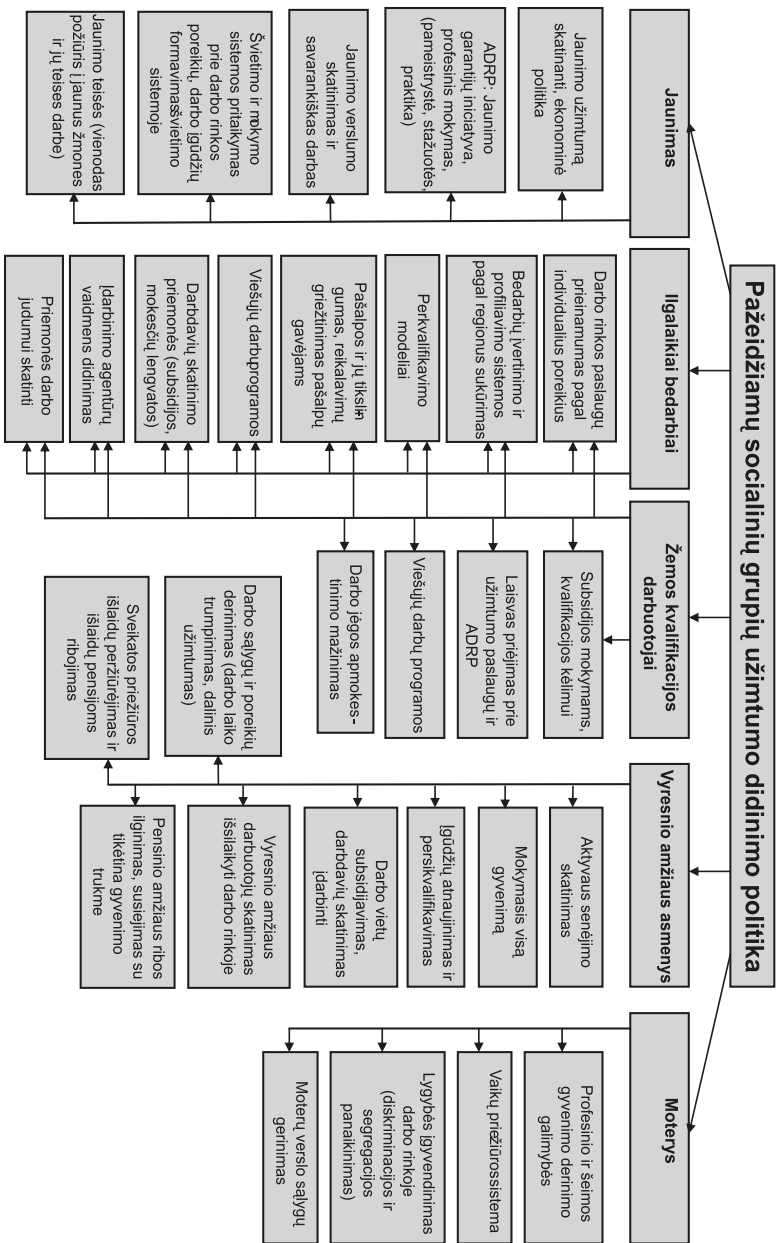 Pažeidžiamų socialinių grupių užimtumo didinimo politika
Jaunimas
Jaunimo užimtumą
skatinanti, ekonominė
politika
ADRP: Jaunimo
garantijų iniciatyva,
profesinis mokymas,
(pameistrystė, stažuotės,
praktika)
Jaunimo verslumo
skatinimas ir
savarankiškas darbas
Švietimo ir mokymo
sistemos pritaikymas
prie darbo rinkos
poreikių, darbo įgūdžių
formavimasšvietimo
sistemoje
Jaunimo teisės (vienodas
požiūris į jaunus žmones
ir jų teises darbe)
Ilgalaikiai bedarbiai
Darbo rinkos paslaugų
prieinamumas pagal
individualius poreikius
Bedarbių įvertinimo ir
profiliavimo sistemos
pagal regionus sukūrimas
Perkvalifikavimo
modeliai
Pašalpos ir jų tikslin-
gumas, reikalavimų
griežtinimas pašalpų
gavėjams
Viešųjų darbųprogramos
Darbdavių skatinimo
priemonės (subsidijos,
mokesčių lengvatos)
Įdarbinimo agentūrų
vaidmens didinimas
Priemonės darbo
judumui skatinti
Žemos kvalifikacijos
darbuotojai
Subsidijos mokymams,
kvalifikacijos kėlimui
Laisvas priėjimas prie
užimtumo paslaugų ir
ADRP
Viešųjų darbų programos
Darbo jėgos apmokes-
tinimo mažinimas
Vyresnio amžiaus asmenys
Darbo sąlygų ir poreikių
derinimas (darbo laiko
trumpinimas, dalinis
užimtumas)
Sveikatos priežiūros
išlaidų peržiūrėjimas ir
išlaidų pensijoms
ribojimas
Aktyvaus senėjimo
skatinimas
Mokymasis visą
gyvenimą
Įgūdžių atnaujinimas ir
persikvalifikavimas
Darbo vietų
subsidijavimas,
darbdavių skatinimas
įdarbinti
Vyresnio amžiaus
darbuotojų skatinimas
išsilaikyti darbo rinkoje
Pensinio amžiaus ribos
ilginimas, susiejimas su
tikėtina gyvenimo
trukme
Moterys
Profesinio ir šeimos
gyvenimo derinimo
galimybės
Vaikų priežiūrossistema
Lygybės įgyvendinimas
darbo rinkoje
(diskriminacijos ir
segregacijos
panaikinimas)
Moterų verslo sąlygų
gerinimas